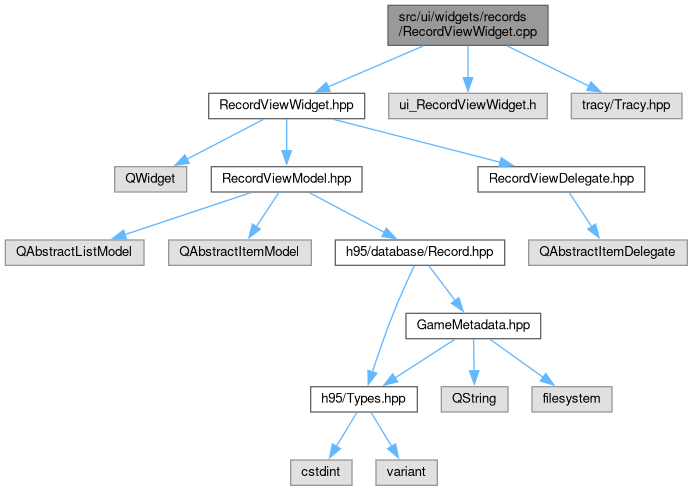 src/ui/widgets/records
/RecordViewWidget.cpp
RecordViewWidget.hpp
ui_RecordViewWidget.h
tracy/Tracy.hpp
QWidget
RecordViewModel.hpp
RecordViewDelegate.hpp
QAbstractListModel
QAbstractItemModel
h95/database/Record.hpp
QAbstractItemDelegate
GameMetadata.hpp
h95/Types.hpp
QString
filesystem
cstdint
variant